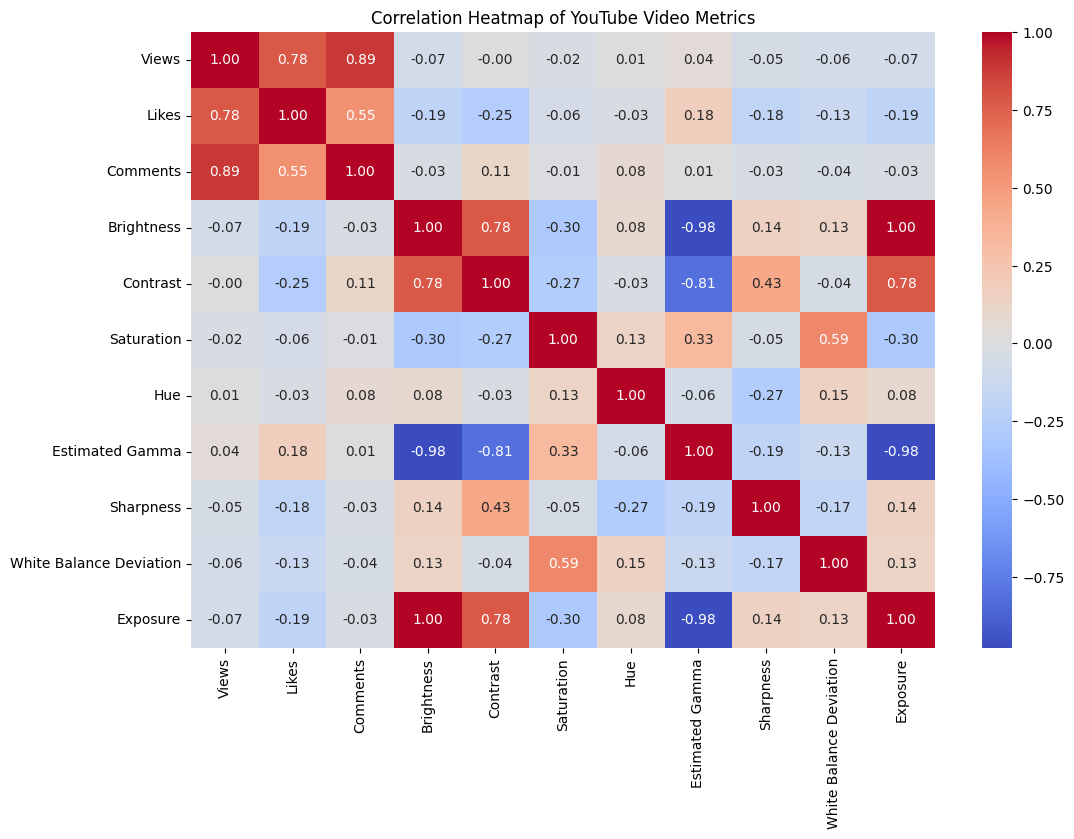 Correlation Heatmap of YouTube Video Metrics
Views 1.00 0.78 0.89 -0.07 -0.00 -0.02 0.01 0.04 -0.05 -0.06 -0.07
Likes 0.78 1.00 0.55 -0.19 -0.25 -0.06 -0.03 0.18 -0.18 -0.13 -0.19
Comments 0.89 0.55 1.00 -0.03 0.11 -0.01 0.08 0.01 -0.03 -0.04 -0.03
Brightness -0.07 -0.19 -0.03 1.00 0.78 -0.30 0.08 -0.98 0.14 0.13 1.00
Contrast -0.00 -0.25 0.11 0.78 1.00 -0.27 -0.03 -0.81 0.43 -0.04 0.78
Saturation -0.02 -0.06 -0.01 -0.30 -0.27 1.00 0.13 0.33 -0.05 0.59 -0.30
Hue 0.01 -0.03 0.08 0.08 -0.03 0.13 1.00 -0.06 -0.27 0.15 0.08
Estimated Gamma 0.04 0.18 0.01 -0.98 -0.81 0.33 -0.06 1.00 -0.19 -0.13 -0.98
Sharpness -0.05 -0.18 -0.03 0.14 0.43 -0.05 -0.27 -0.19 1.00 -0.17 0.14
White Balance Deviation -0.06 -0.13 -0.04 0.13 -0.04 0.59 0.15 -0.13 -0.17 1.00 0.13
Exposure -0.07 -0.19 -0.03 1.00 0.78 -0.30 0.08 -0.98 0.14 0.13 1.00
Views
Likes
Comments
Brightness
Contrast
Saturation
Hue
Estimated Gamma
Sharpness
White Balance Deviation
Exposure
1.00
0.75
0.50
0.25
0.00
−0.25
−0.50
−0.75